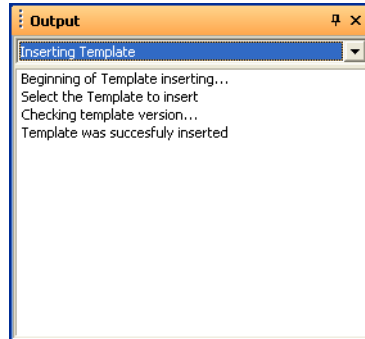 Output
Inserting Template
Beginning of Template inserting...
Select the Template to insert
Checking template version...
Template was succesfuly inserted